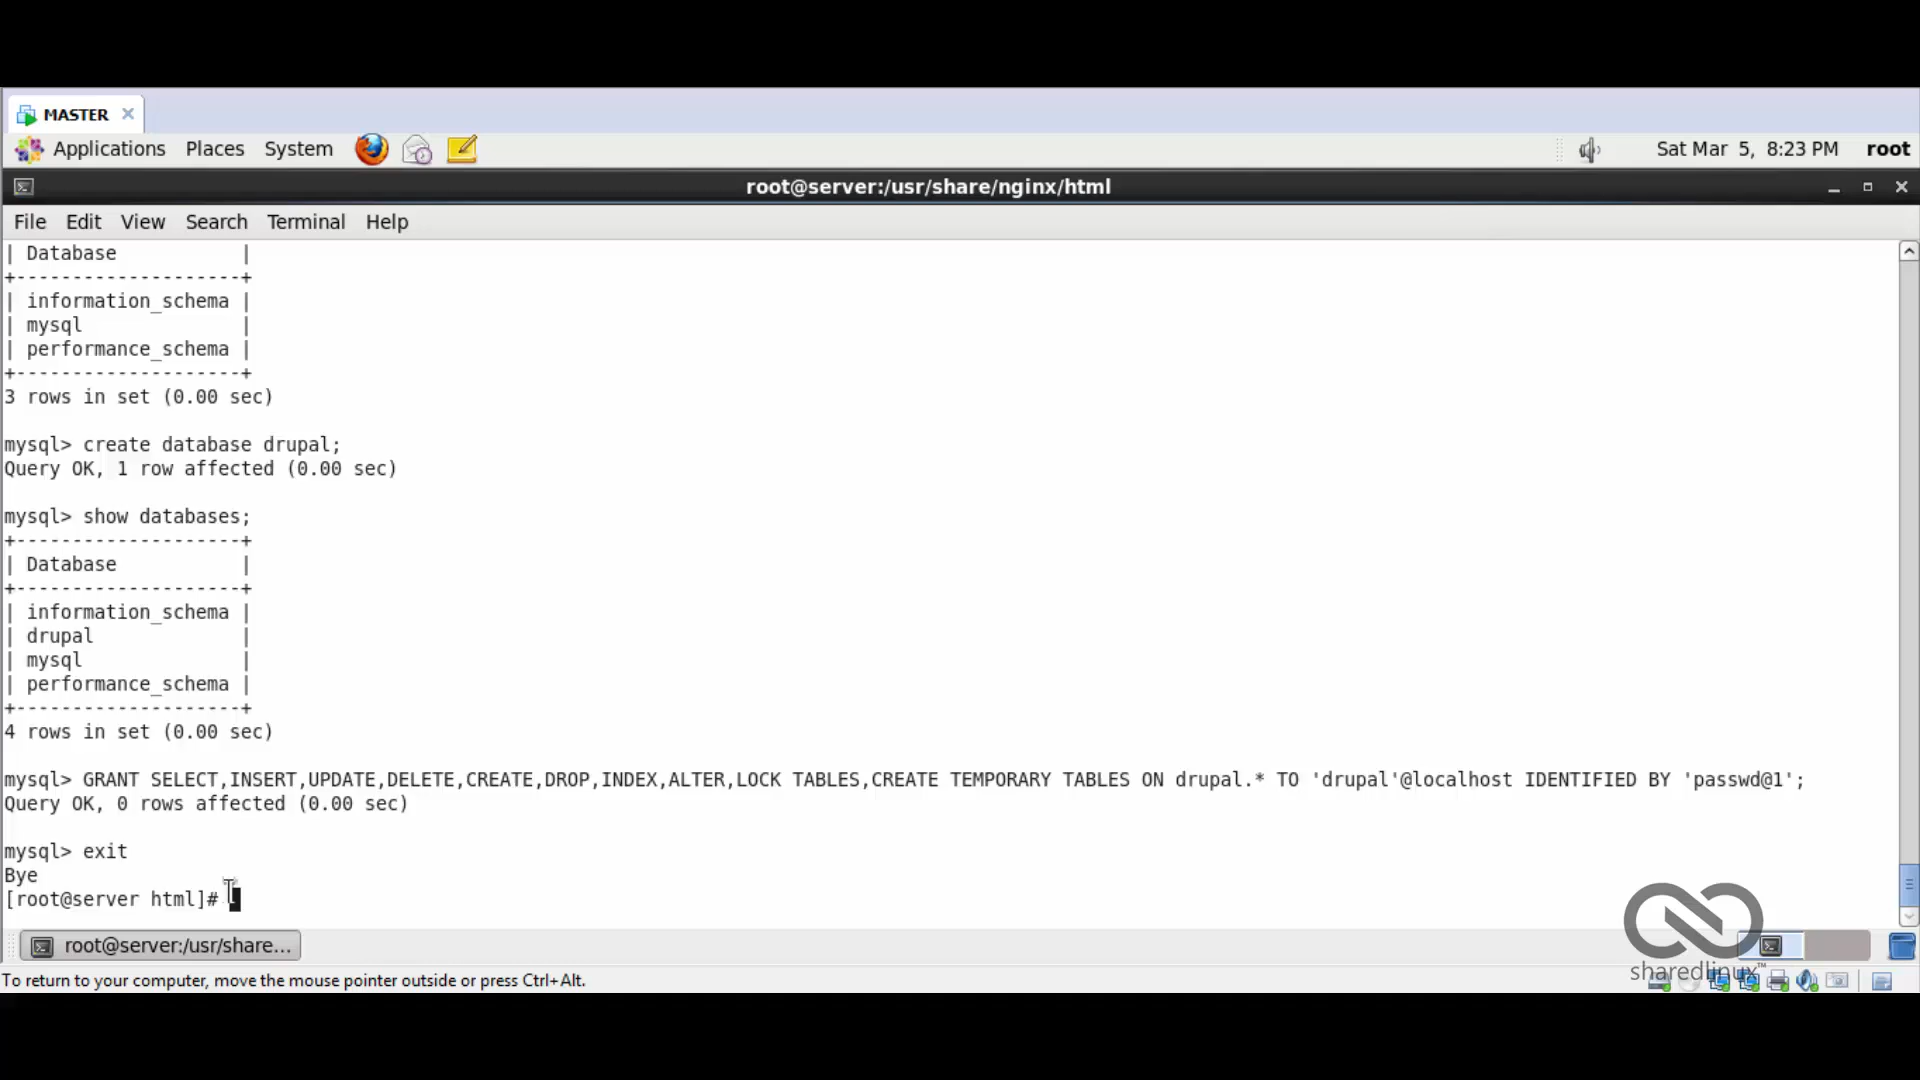 MASTER
Applications Places System Sat Mar 5, 8:23 PM root
root@server:/usr/share/nginx/html
File Edit View Search Terminal Help
| Database           |
+--------------------+
| information_schema |
| mysql              |
| performance_schema |
+--------------------+
3 rows in set (0.00 sec)
mysql> create database drupal;
Query OK, 1 row affected (0.00 sec)
mysql> show databases;
+--------------------+
| Database           |
+--------------------+
| information_schema |
| drupal             |
| mysql              |
| performance_schema |
+--------------------+
4 rows in set (0.00 sec)
mysql> GRANT SELECT,INSERT,UPDATE,DELETE,CREATE,DROP,INDEX,ALTER,LOCK TABLES,CREATE TEMPORARY TABLES ON drupal.* TO 'drupal'@localhost IDENTIFIED BY 'passwd@1';
Query OK, 0 rows affected (0.00 sec)
mysql> exit
Bye
[root@server html]#
root@server:/usr/share...
sharedlinux™
To return to your computer, move the mouse pointer outside or press Ctrl+Alt.